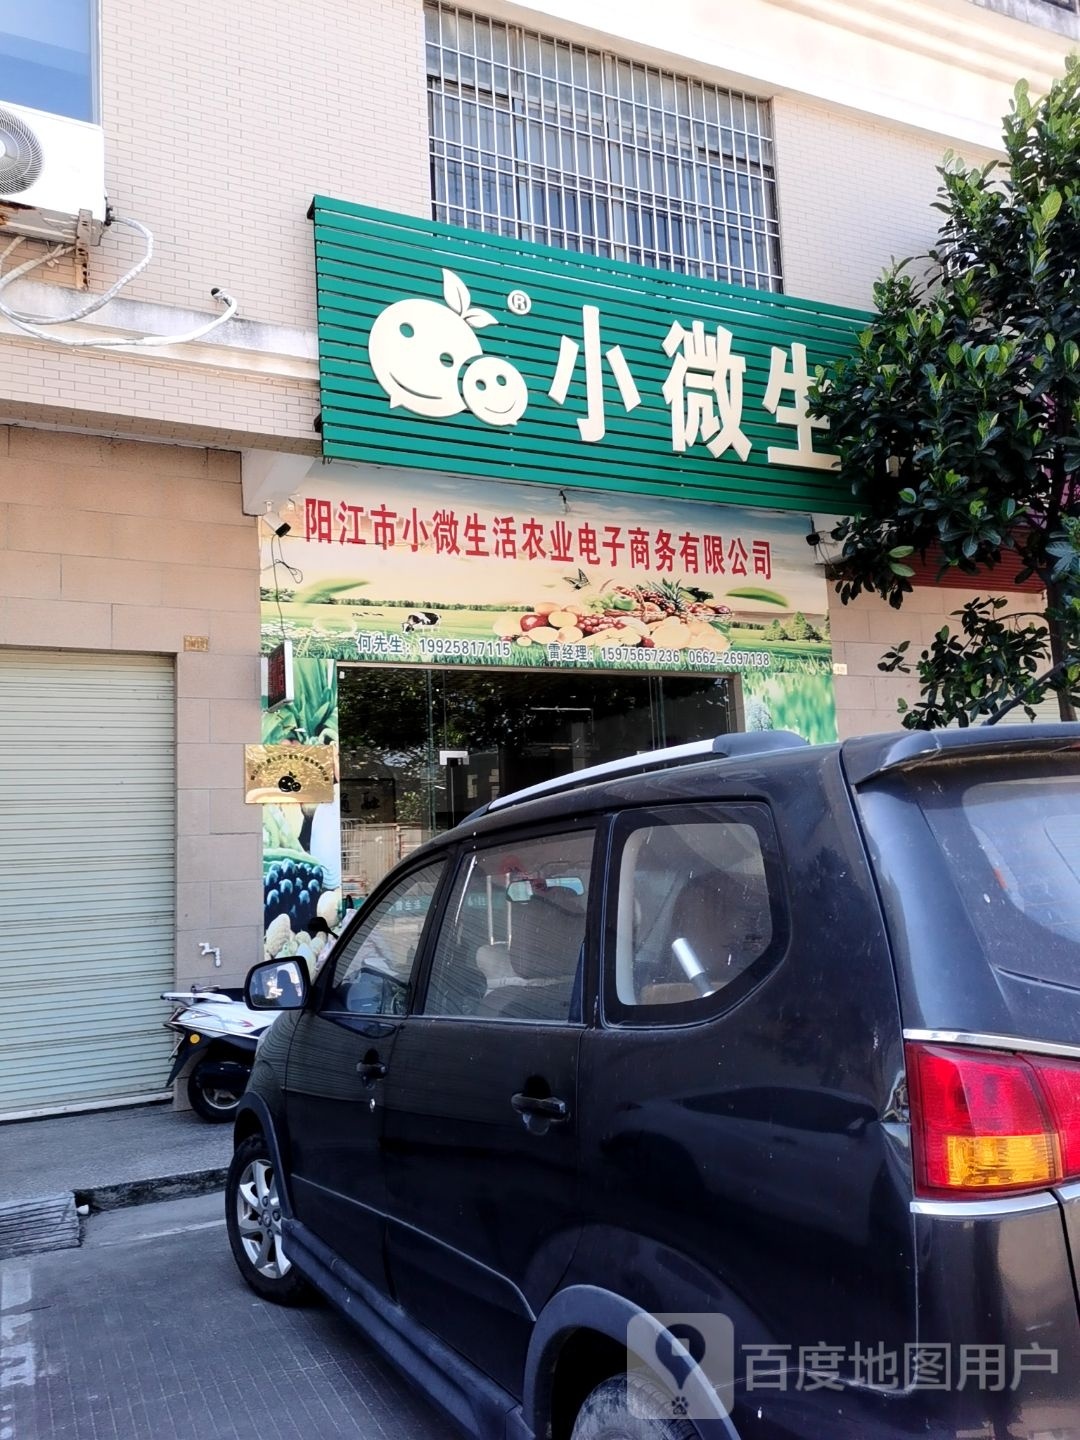 ® 小微生
阳江市小微生活农业电子商务有限公司
何先生：19925817115 雷经理：15975657236 0662-2697138
百度地图用户